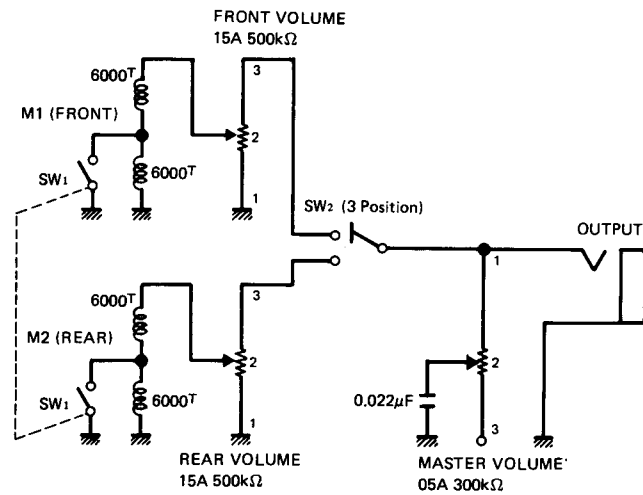 FRONT VOLUME
15A 500kΩ
6000T
3
M1 (FRONT)
2
SW1
6000T
1
SW2 (3 Position)
OUTPUT
1
6000T
3
M2 (REAR)
2
2
SW1
6000T
0.022μF
1
3
REAR VOLUME
15A 500kΩ
MASTER VOLUME
05A 300kΩ